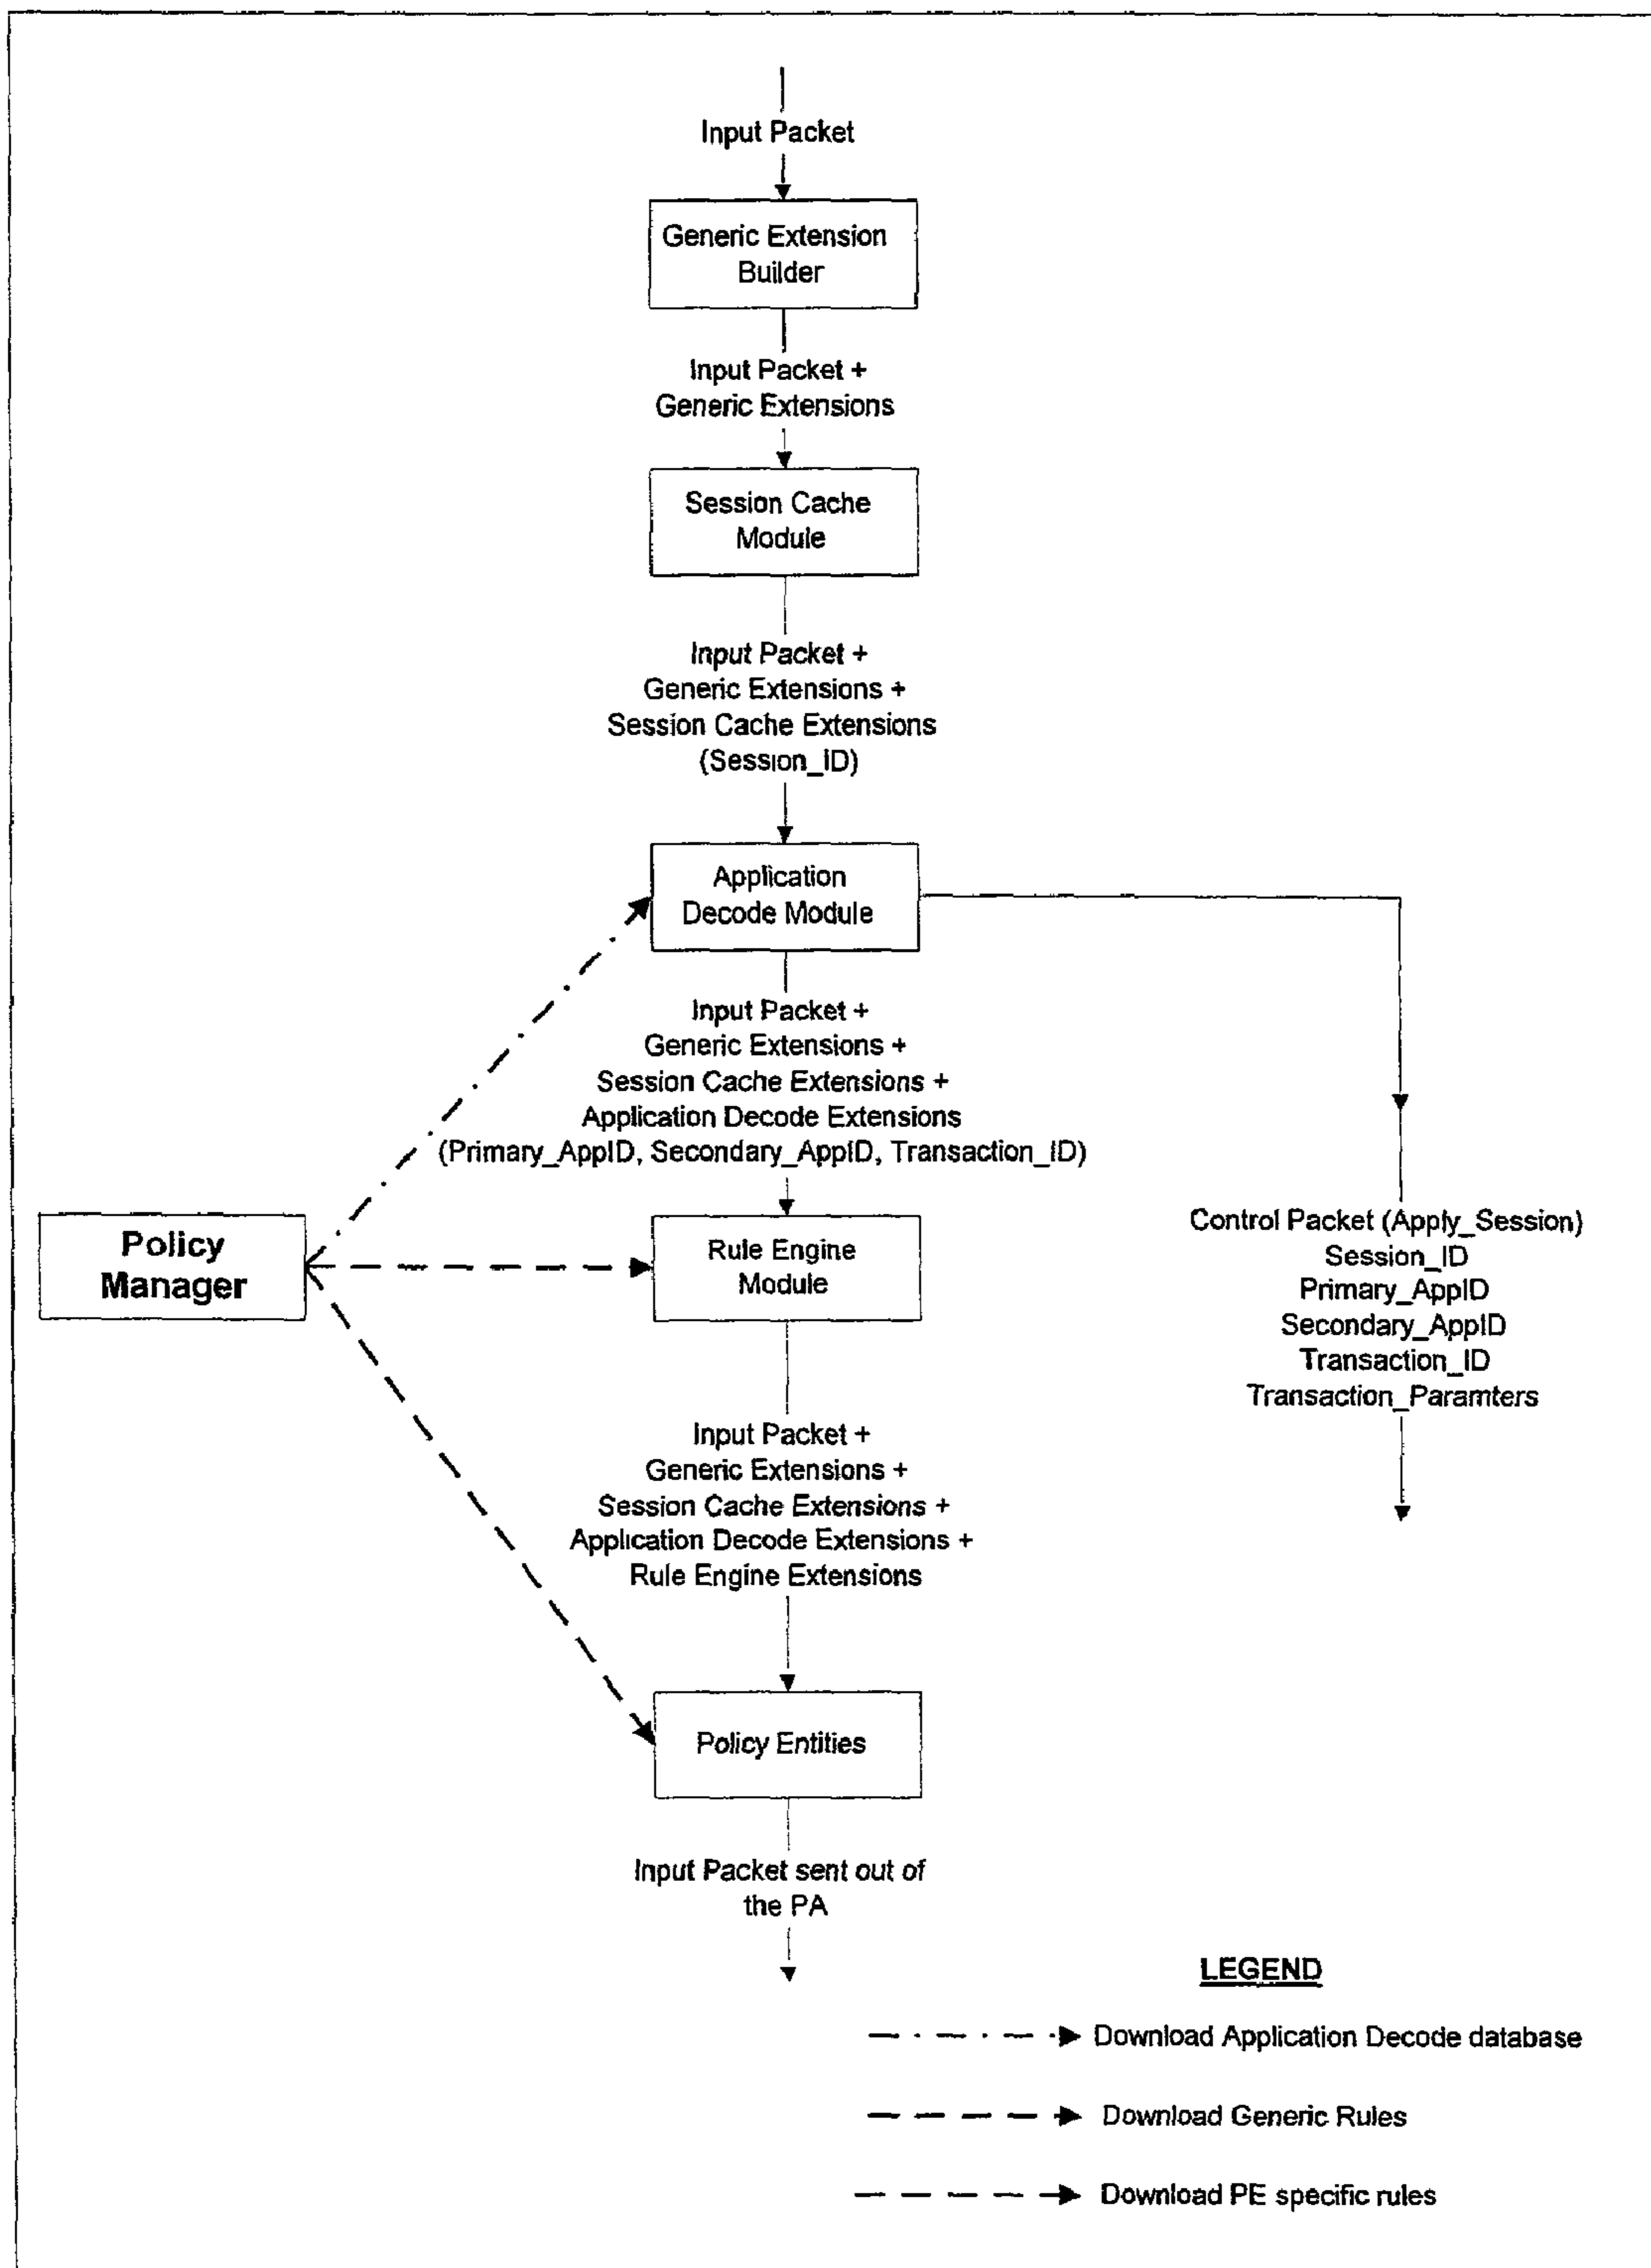 Input Packet
Generic Extension
Builder
Input Packet +
Generic Extensions
Session Cache
Module
Input Packet +
Generic Extensions +
Session Cache Extensions
(Session_ID)
Application
Decode Module
Input Packet +
Generic Extensions +
Session Cache Extensions +
Application Decode Extensions
(Primary_AppID, Secondary_AppID, Transaction_ID)
Policy
Manager
Rule Engine
Module
Control Packet (Apply_Session)
Session_ID
Primary_AppID
Secondary_AppID
Transaction_ID
Transaction_Paramters
Input Packet +
Generic Extensions +
Session Cache Extensions +
Application Decode Extensions +
Rule Engine Extensions
Policy Entities
Input Packet sent out of
the PA
LEGEND
Download Application Decode database
Download Generic Rules
Download PE specific rules